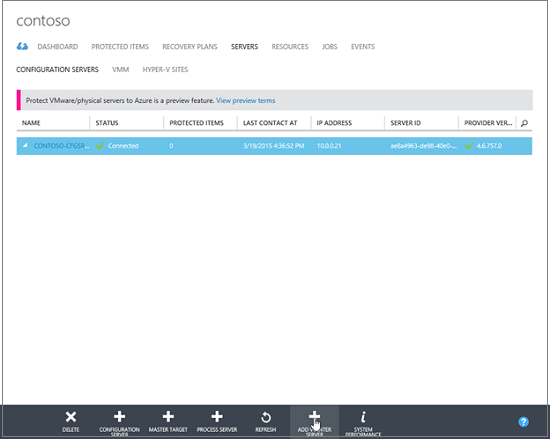 contoso
DASHBOARD PROTECTED ITEMS RECOVERY PLANS SERVERS RESOURCES JOBS EVENTS
CONFIGURATION SERVERS VMM HYPER-V SITES
Protect VMware/physical servers to Azure is a preview feature. View preview terms
NAME STATUS PROTECTED ITEMS LAST CONTACT AT IP ADDRESS SERVER ID PROVIDER VER...
CONTOSO-CFGSR... Connected 0 3/19/2015 4:36:52 PM 10.0.0.21 ae8a4963-de98-40e0-... 4.6.757.0
DELETE CONFIGURATION MASTER TARGET PROCESS SERVER REFRESH ADD SYSTEM
SERVER SERVER PERFORMANCE